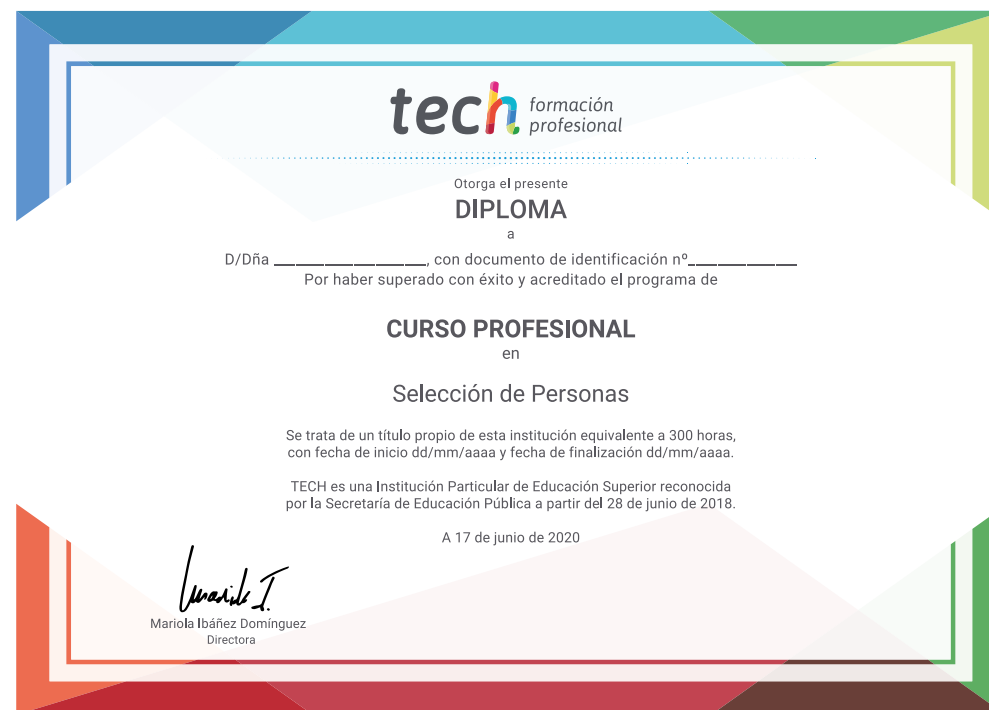 tech formación
profesional
Otorga el presente
DIPLOMA
a
D/Dña ______________, con documento de identificación nº__________
Por haber superado con éxito y acreditado el programa de
CURSO PROFESIONAL
en
Selección de Personas
Se trata de un título propio de esta institución equivalente a 300 horas,
con fecha de inicio dd/mm/aaaa y fecha de finalización dd/mm/aaaa.
TECH es una Institución Particular de Educación Superior reconocida
por la Secretaría de Educación Pública a partir del 28 de junio de 2018.
A 17 de junio de 2020
Mariola Ibáñez Domínguez
Directora